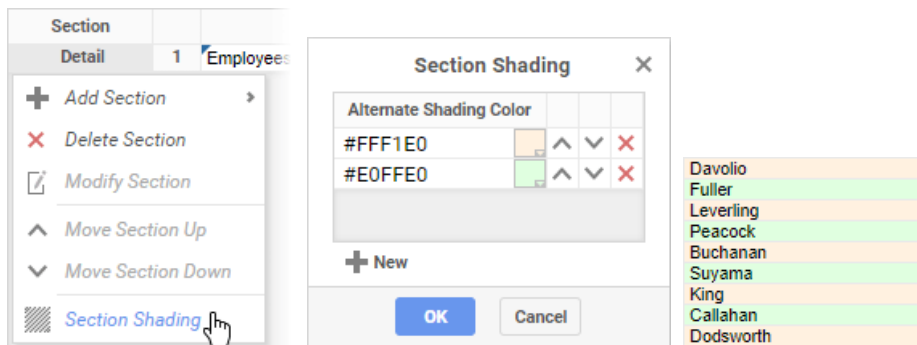 Section
Detail 1 Employees
Add Section
Delete Section
Modify Section
Move Section Up
Move Section Down
Section Shading
Section Shading
Alternate Shading Color
#FFF1E0
#E0FFE0
New
OK Cancel
Davolio
Fuller
Leverling
Peacock
Buchanan
Suyama
King
Callahan
Dodsworth